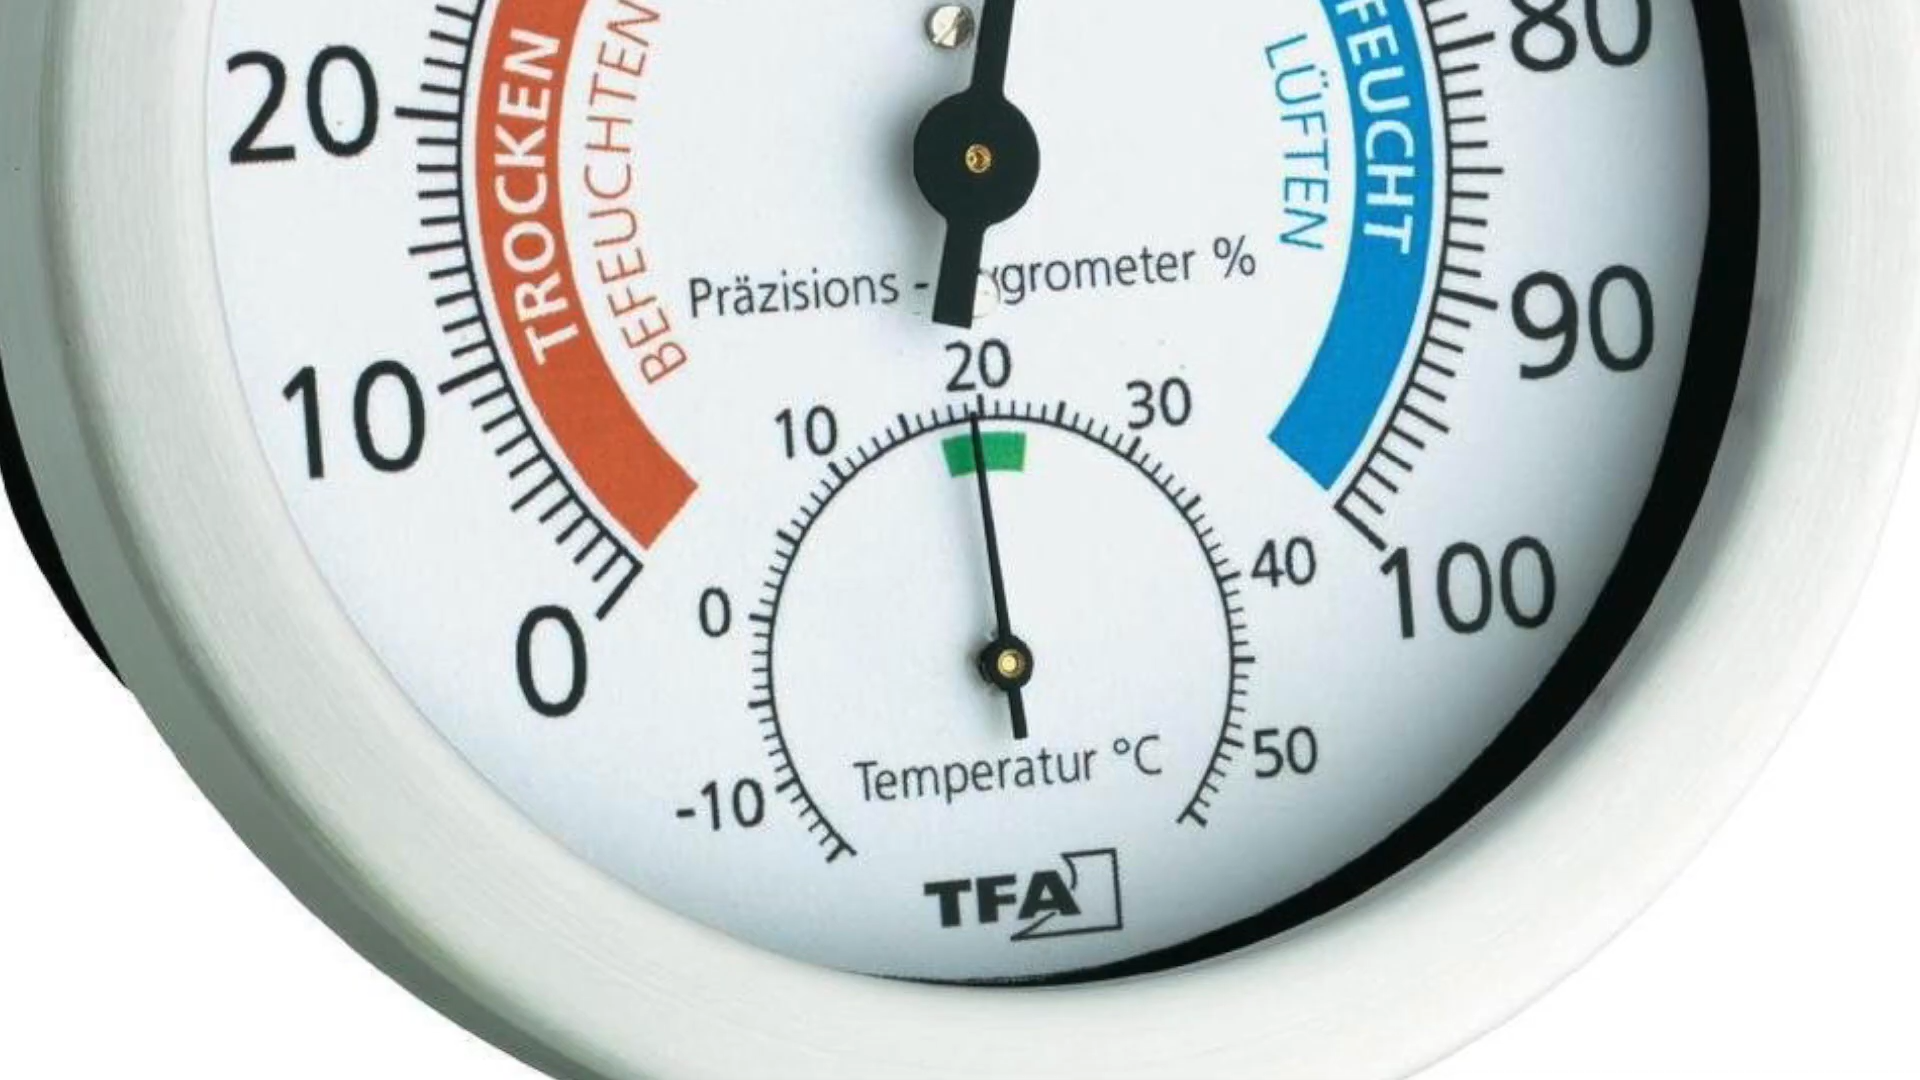 20
TROCKEN
BEFEUCHTEN
FEUCHT
LÜFTEN
80
Präzisions - ygrometer %
10
90
0
100
20
10
30
0
40
-10
50
Temperatur °C
TFA